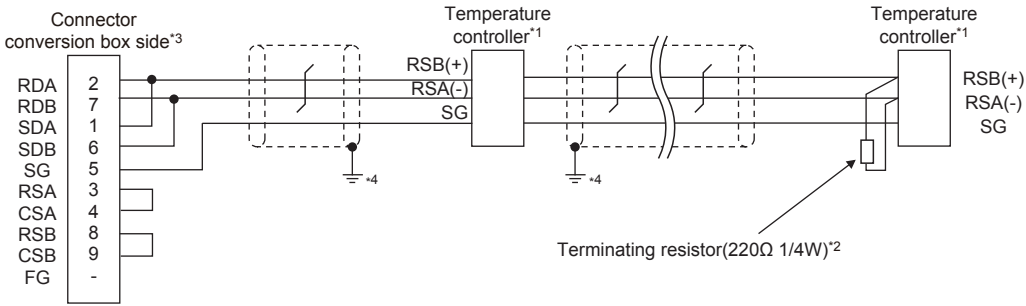 Connector
conversion box side*3
Temperature
controller*1
Temperature
controller*1
RDA 2
RDB 7
SDA 1
SDB 6
SG 5
RSA 3
CSA 4
RSB 8
CSB 9
FG -
RSB(+)
RSA(-)
SG
RSB(+)
RSA(-)
SG
*4
*4
Terminating resistor(220Ω 1/4W)*2